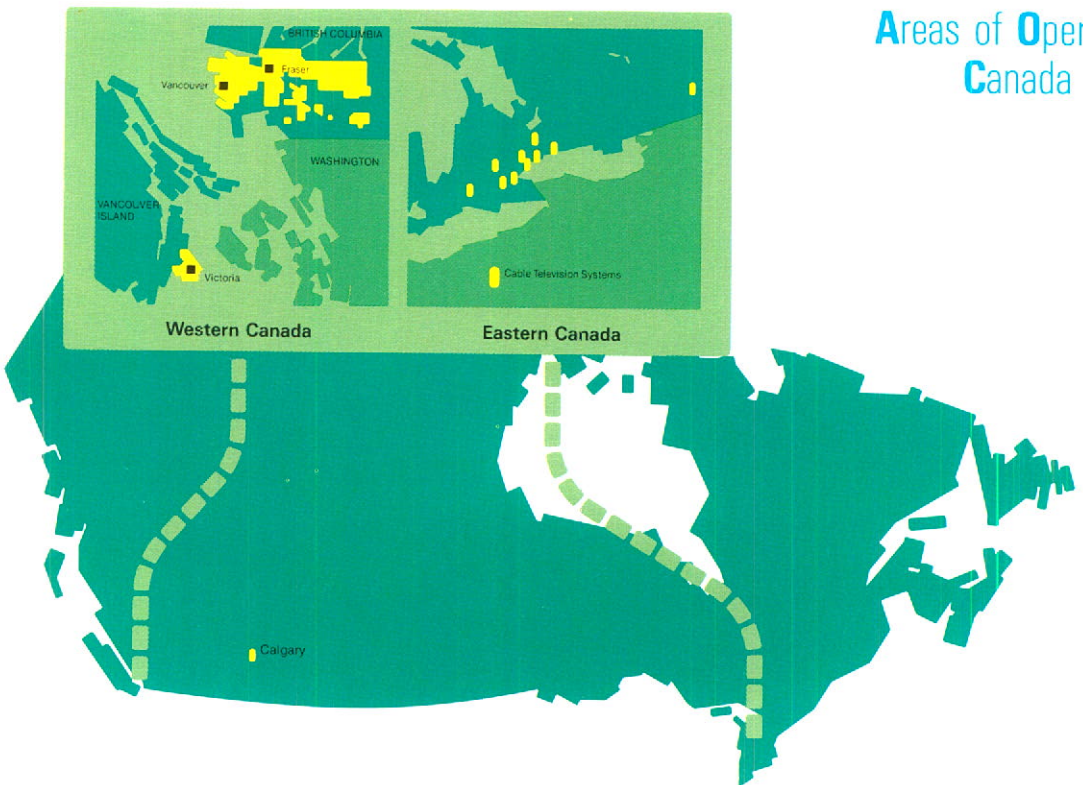 Areas of Oper
Canada
BRITISH COLUMBIA
Fraser
Vancouver
WASHINGTON
VANCOUVER
ISLAND
Victoria
Cable Television Systems
Western Canada
Eastern Canada
Calgary